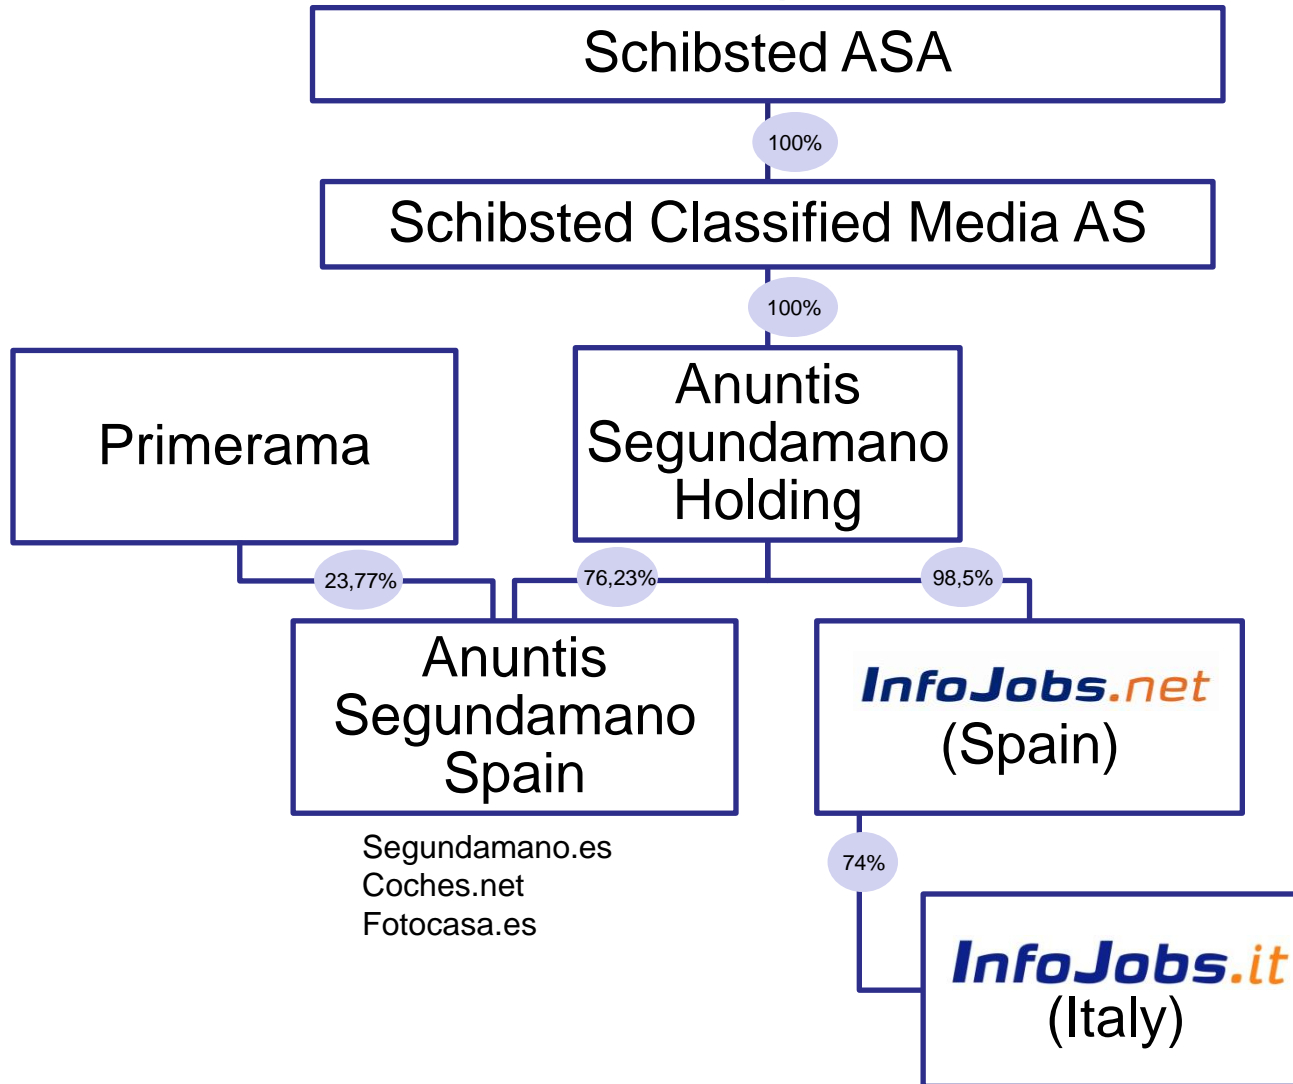 Schibsted ASA
100%
Schibsted Classified Media AS
100%
Primerama
Anuntis
Segundamano
Holding
23,77%
76,23%
98,5%
Anuntis
Segundamano
Spain
InfoJobs.net
(Spain)
Segundamano.es
Coches.net
Fotocasa.es
74%
InfoJobs.it
(Italy)